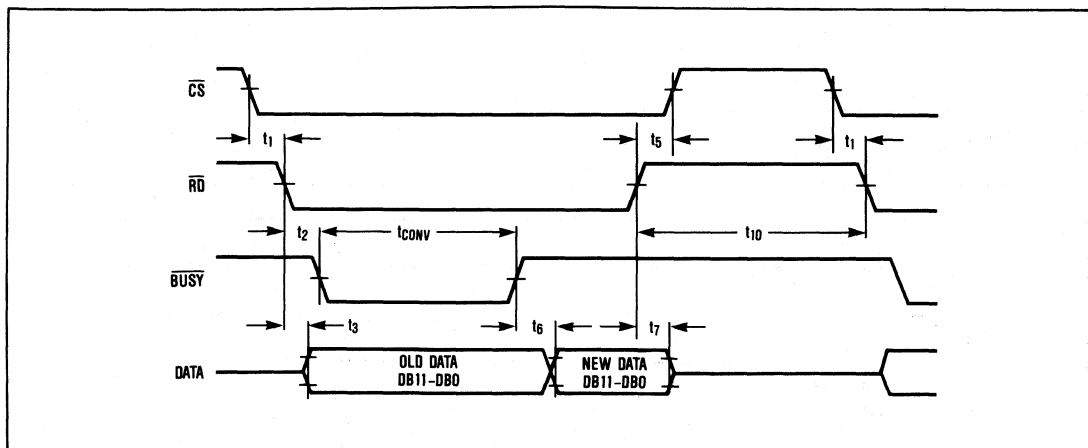 CS
t1
t5
t1
RD
t2
tCONV
t10
BUSY
t3
t6
t7
DATA
OLD DATA
DB11–DB0
NEW DATA
DB11–DB0